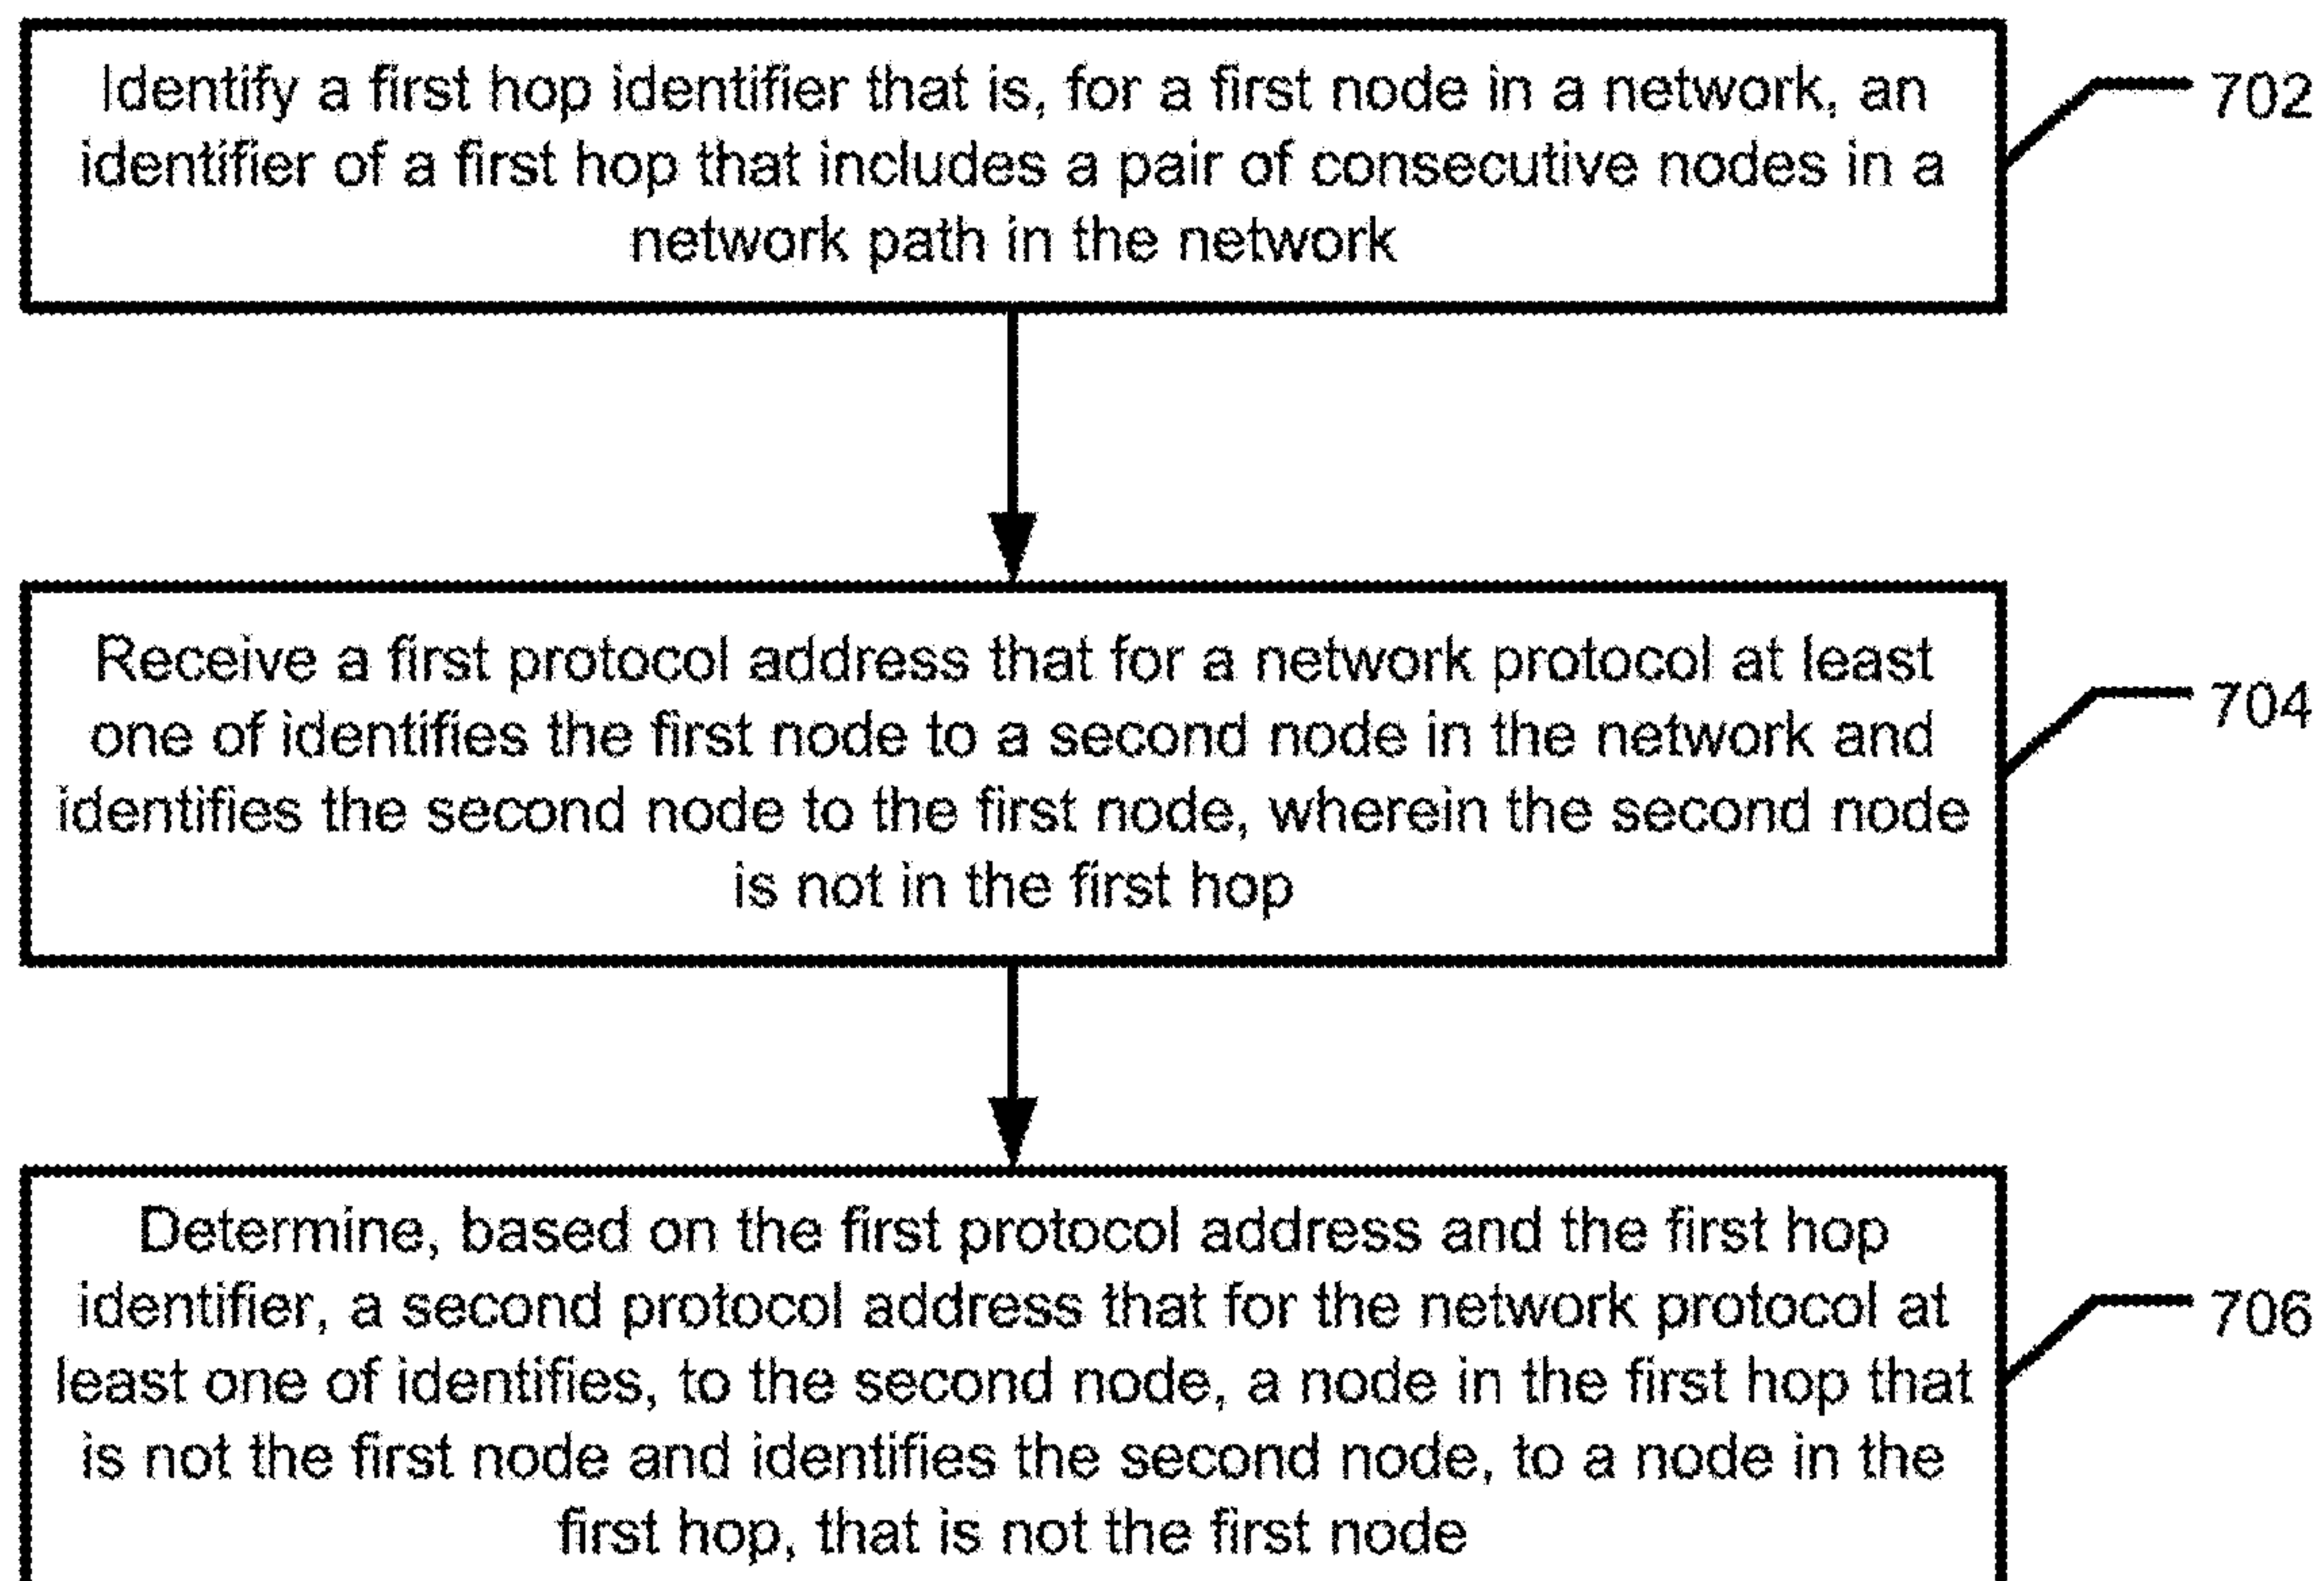 Identify a first hop identifier that is, for a first node in a network, an
identifier of a first hop that includes a pair of consecutive nodes in a
network path in the network
702
Receive a first protocol address that for a network protocol at least
one of identifies the first node to a second node in the network and
identifies the second node to the first node, wherein the second node
is not in the first hop
704
Determine, based on the first protocol address and the first hop
identifier, a second protocol address that for the network protocol at
least one of identifies, to the second node, a node in the first hop that
is not the first node and identifies the second node, to a node in the
first hop, that is not the first node
706